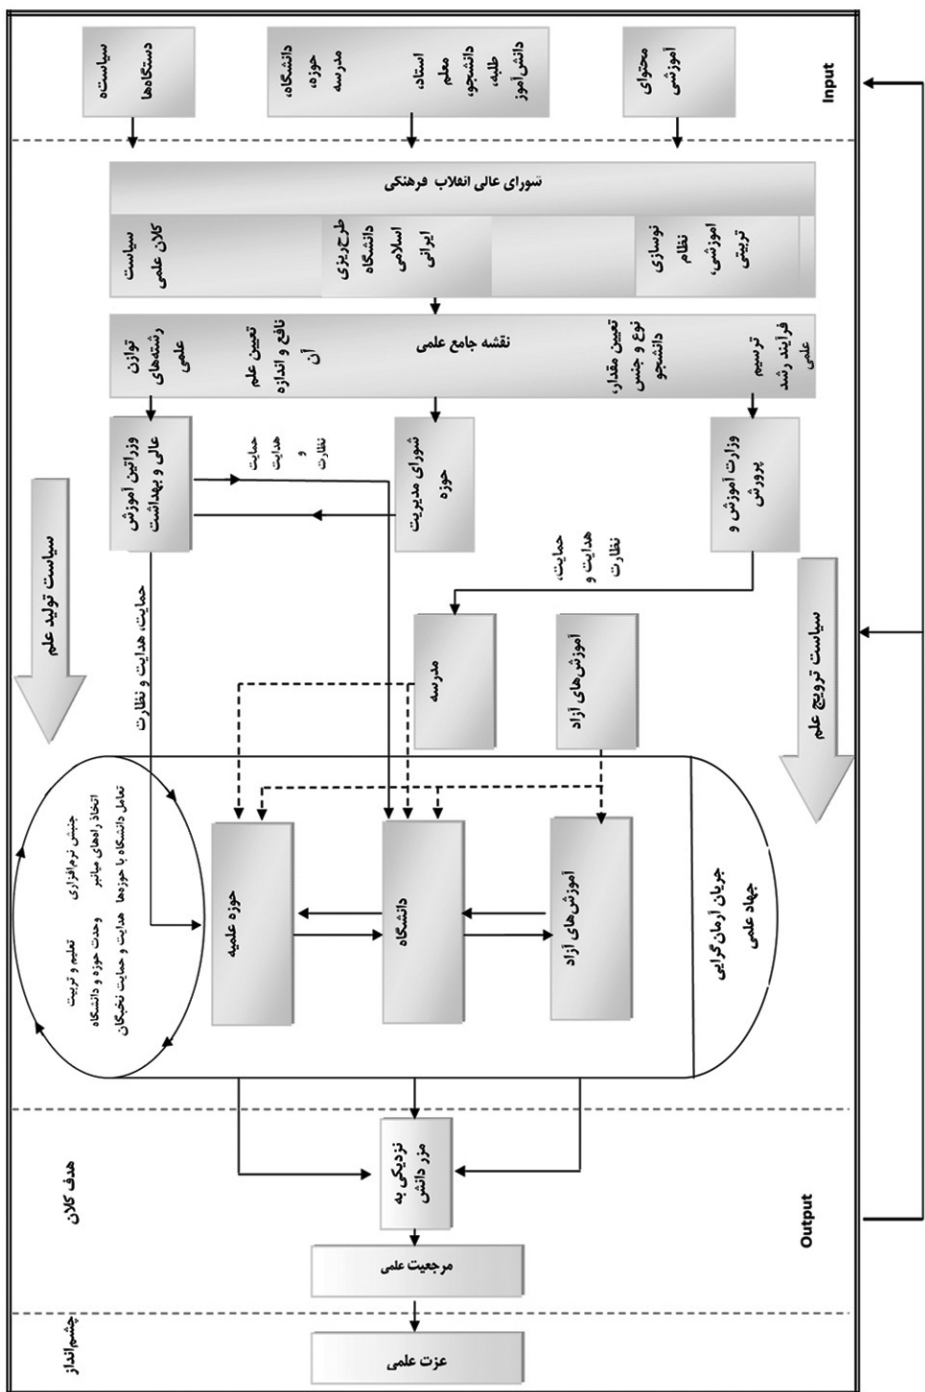 سیاست‌ه
دستگاه‌ها
دانشگاه،
حوزه،
مدرسه
استاد،
معلم
دانشجو،
طلبه،
دانش‌آموز
محتوای
آموزشی
Input
شورای عالی انقلاب فرهنگی
سیاست
کلان علمی
طرح‌ریزی
دانشگاه
اسلامی
ایرانی
نوسازی
نظام
آموزشی،
تربیتی
نقشه جامع علمی
توازن
رشته‌های
علمی
تعیین علم
نافع و اندازه
آن
تعیین مقدار،
نوع و جنس
دانشجو
ترسیم
فرآیند رشد
علمی
وزراتین آموزش
عالی و بهداشت
حمایت
هدایت
و
نظارت
شورای مدیریت
حوزه
وزارت آموزش و
پرورش
حمایت،
هدایت و
نظارت
سیاست تولید علم
حمایت، هدایت و نظارت
مدرسه
آموزش‌های آزاد
سیاست ترویج علم
جنبش نرم‌افزاری تعلیم و تربیت
اتخاذ راه‌های میانبر وحدت حوزه و دانشگاه
تعامل دانشگاه با حوزه‌ها هدایت و حمایت نخبگان
حوزه علمیه
دانشگاه
آموزش‌های آزاد
جریان آرمان‌گرایی
جهاد علمی
هدف کلان
نزدیکی به
مزر دانش
Output
مرجعیت علمی
چشم‌انداز
عزت علمی